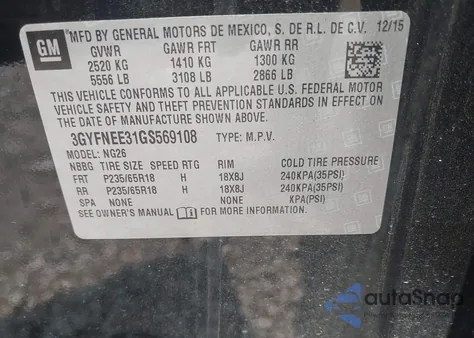 GM
MFD BY GENERAL MOTORS DE MEXICO, S. DE R.L. DE C.V. 12/15
GVWR GAWR FRT GAWR RR
2520 KG 1410 KG 1300 KG
5556 LB 3108 LB 2866 LB
THIS VEHICLE CONFORMS TO ALL APPLICABLE U.S. FEDERAL MOTOR
VEHICLE SAFETY AND THEFT PREVENTION STANDARDS IN EFFECT ON
THE DATE OF MANUFACTURE SHOWN ABOVE.
3GYFNEE31GS569108 TYPE: M.P.V.
MODEL: NG26
NBBG TIRE SIZE SPEED RTG RIM COLD TIRE PRESSURE
FRT P235/65R18 H 18X8J 240KPA(35PSI)
RR P235/65R18 H 18X8J 240KPA(35PSI)
SPA NONE NONE KPA(PSI)
SEE OWNER'S MANUAL FOR MORE INFORMATION.
autoSnap